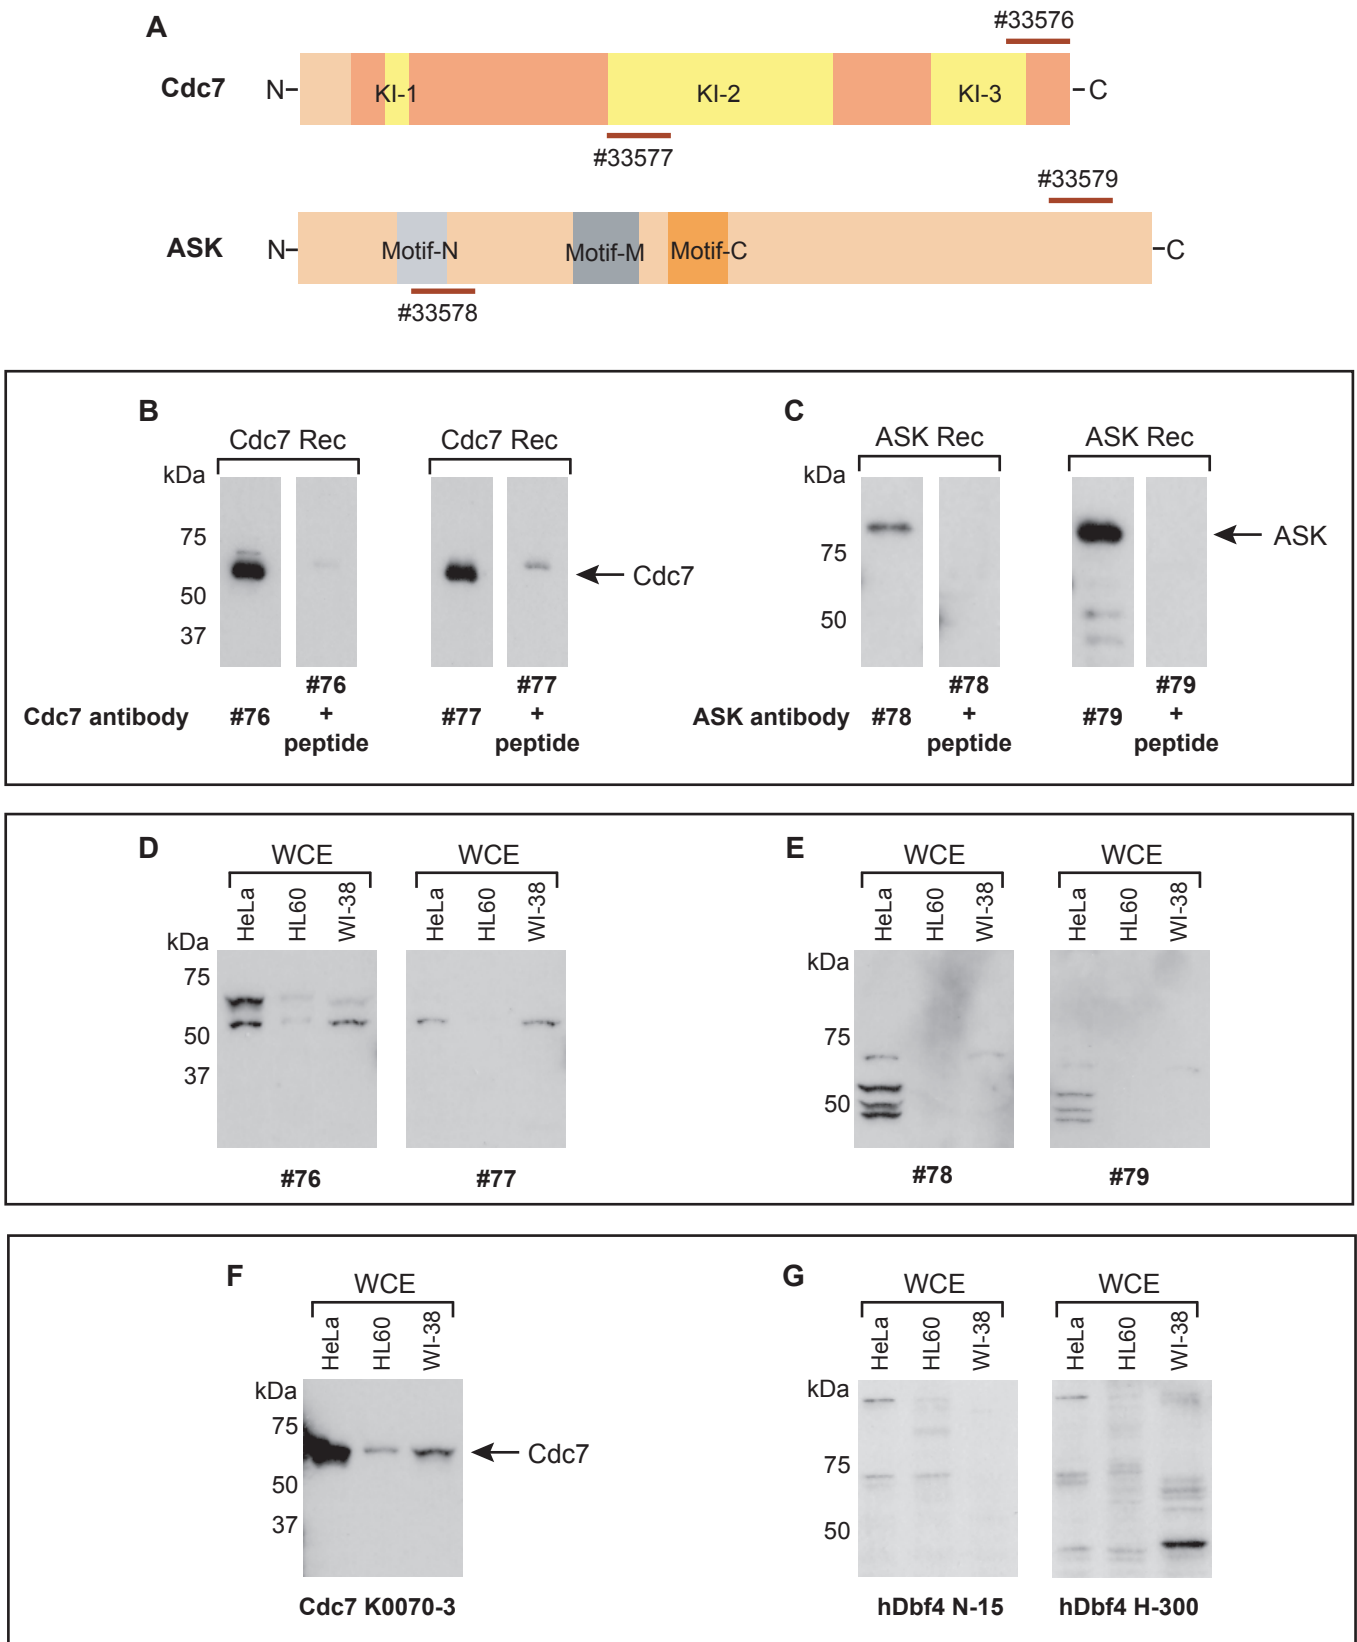 A
#33576
Cdc7 N- KI-1 KI-2 KI-3 -C
#33577
#33579
ASK N- Motif-N Motif-M Motif-C -C
#33578
B
Cdc7 Rec Cdc7 Rec
kDa
75
50
37
Cdc7
#76 #77
Cdc7 antibody #76 + #77 +
peptide peptide
C
ASK Rec ASK Rec
kDa
75
50
ASK
#78 #79
ASK antibody #78 + #79 +
peptide peptide
D
WCE WCE
HeLa HL60 WI-38 HeLa HL60 WI-38
kDa
75
50
37
#76 #77
E
WCE WCE
HeLa HL60 WI-38 HeLa HL60 WI-38
kDa
75
50
#78 #79
F
WCE
HeLa HL60 WI-38
kDa
75
50
37
Cdc7
Cdc7 K0070-3
G
WCE WCE
HeLa HL60 WI-38 HeLa HL60 WI-38
kDa
75
50
hDbf4 N-15 hDbf4 H-300